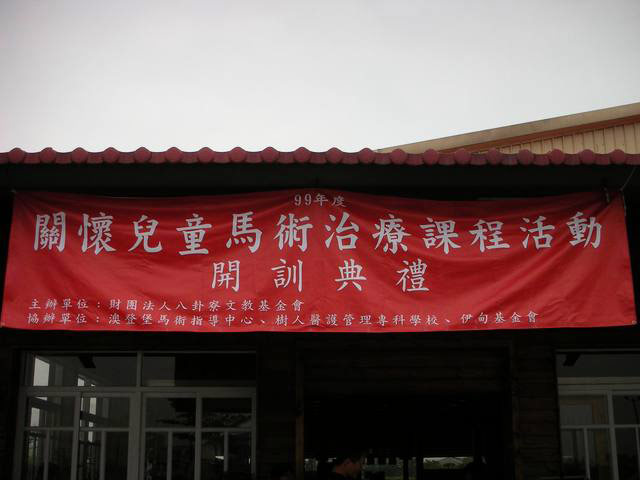 99年度
關懷兒童馬術治療課程活動
開訓典禮
主辦單位：財團法人八卦寮文教基金會
協辦單位：澳登堡馬術指導中心、樹人醫護管理專科學校、伊甸基金會